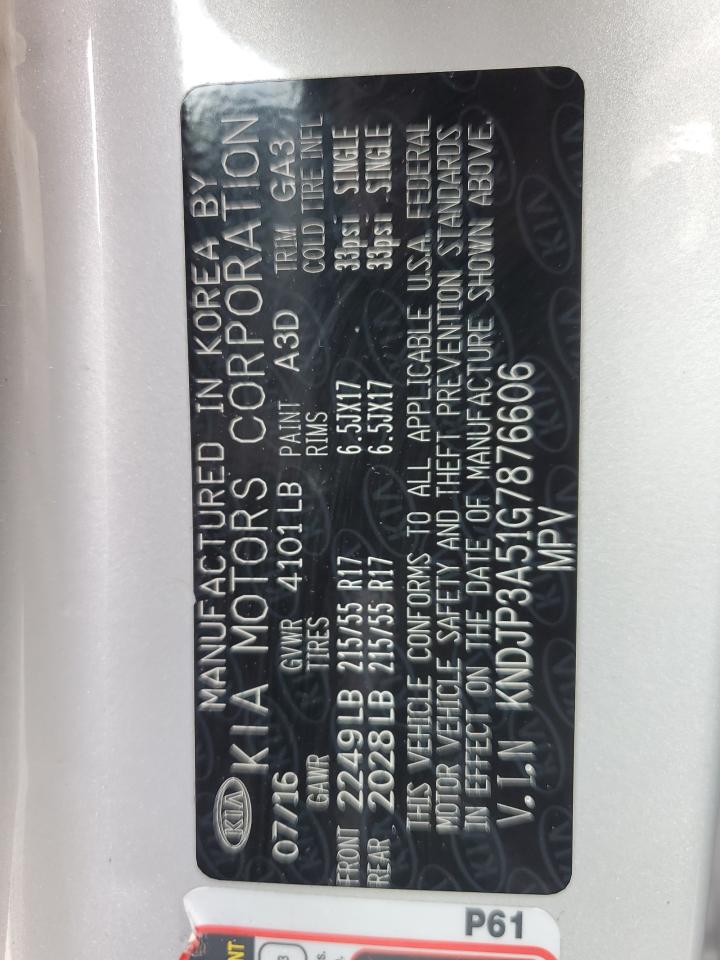 KIA
MANUFACTURED IN KOREA BY
KIA MOTORS CORPORATION
07/16 GVWR 4101LB PAINT A3D TRIM GA3
GAWR TIRES RIMS COLD TIRE INFL
FRONT 2249LB 215/55 R17 6.5JX17 33psi SINGLE
REAR 2028LB 215/55 R17 6.5JX17 33psi SINGLE
THIS VEHICLE CONFORMS TO ALL APPLICABLE U.S.A. FEDERAL
MOTOR VEHICLE SAFETY AND THEFT PREVENTION STANDARDS
IN EFFECT ON THE DATE OF MANUFACTURE SHOWN ABOVE.
V.I.N KNDJP3A51G7876606
MPV
P61